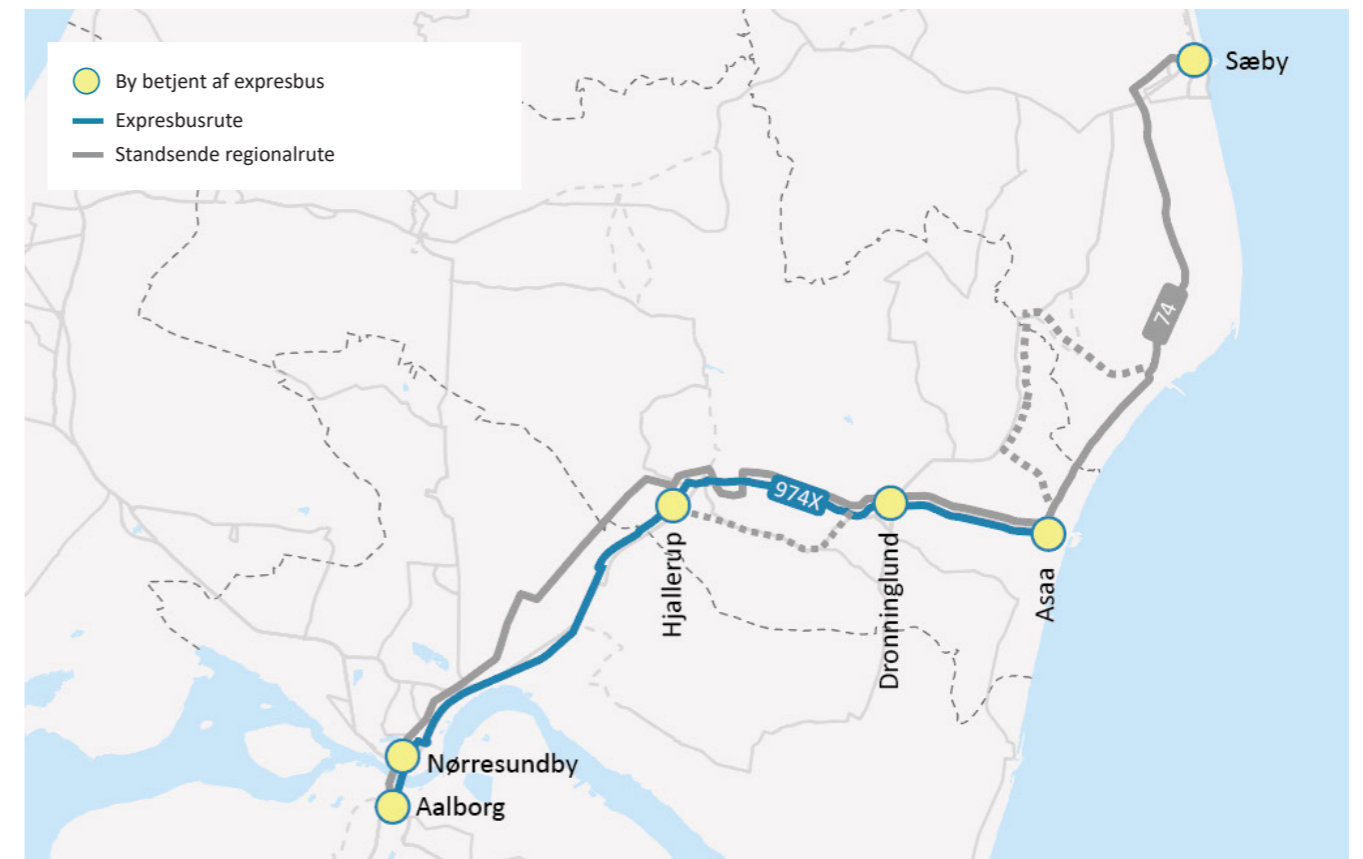 By betjent af expresbus
Expresbusrute
Standsende regionalrute
Sæby
74
974X
Hjallerup
Dronninglund
Asaa
Nørresundby
Aalborg